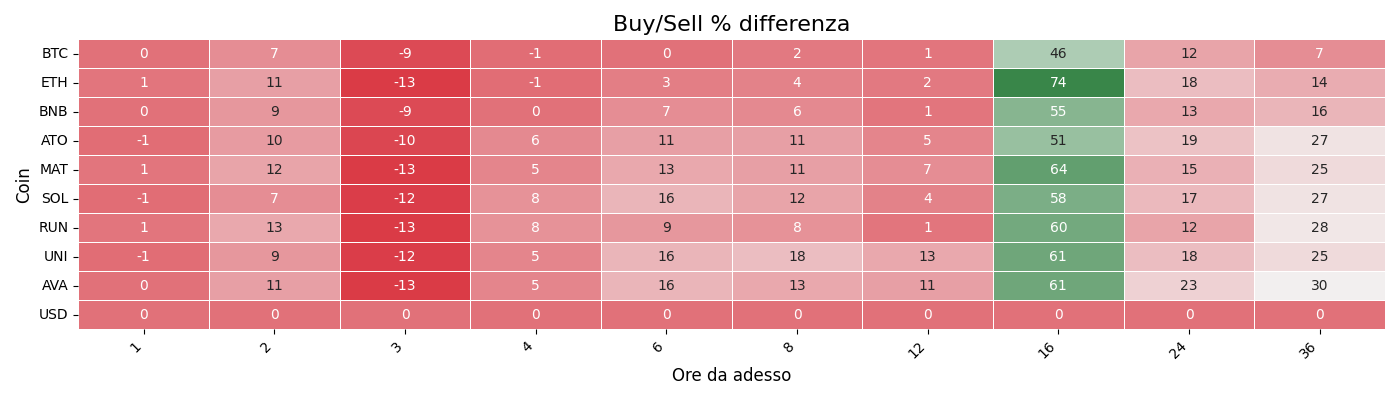 Buy/Sell % differenza
BTC 0 7 -9 -1 0 2 1 46 12 7
ETH 1 11 -13 -1 3 4 2 74 18 14
BNB 0 9 -9 0 7 6 1 55 13 16
ATO -1 10 -10 6 11 11 5 51 19 27
MAT 1 12 -13 5 13 11 7 64 15 25
SOL -1 7 -12 8 16 12 4 58 17 27
RUN 1 13 -13 8 9 8 1 60 12 28
UNI -1 9 -12 5 16 18 13 61 18 25
AVA 0 11 -13 5 16 13 11 61 23 30
USD 0 0 0 0 0 0 0 0 0 0
Coin
1 2 3 4 6 8 12 16 24 36
Ore da adesso